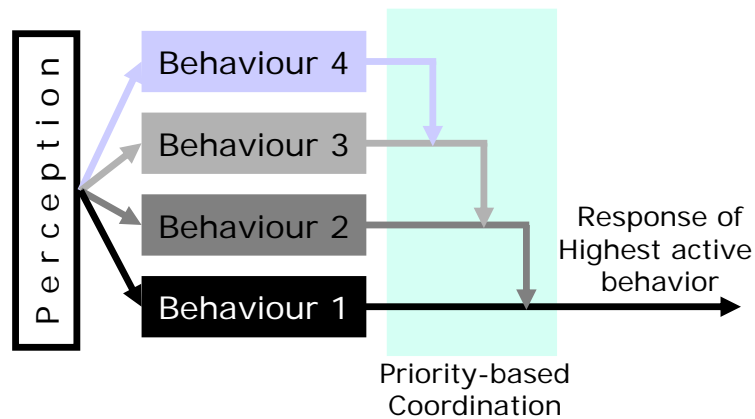 Perception
Behaviour 4
Behaviour 3
Behaviour 2
Behaviour 1
Response of
Highest active
behavior
Priority-based
Coordination